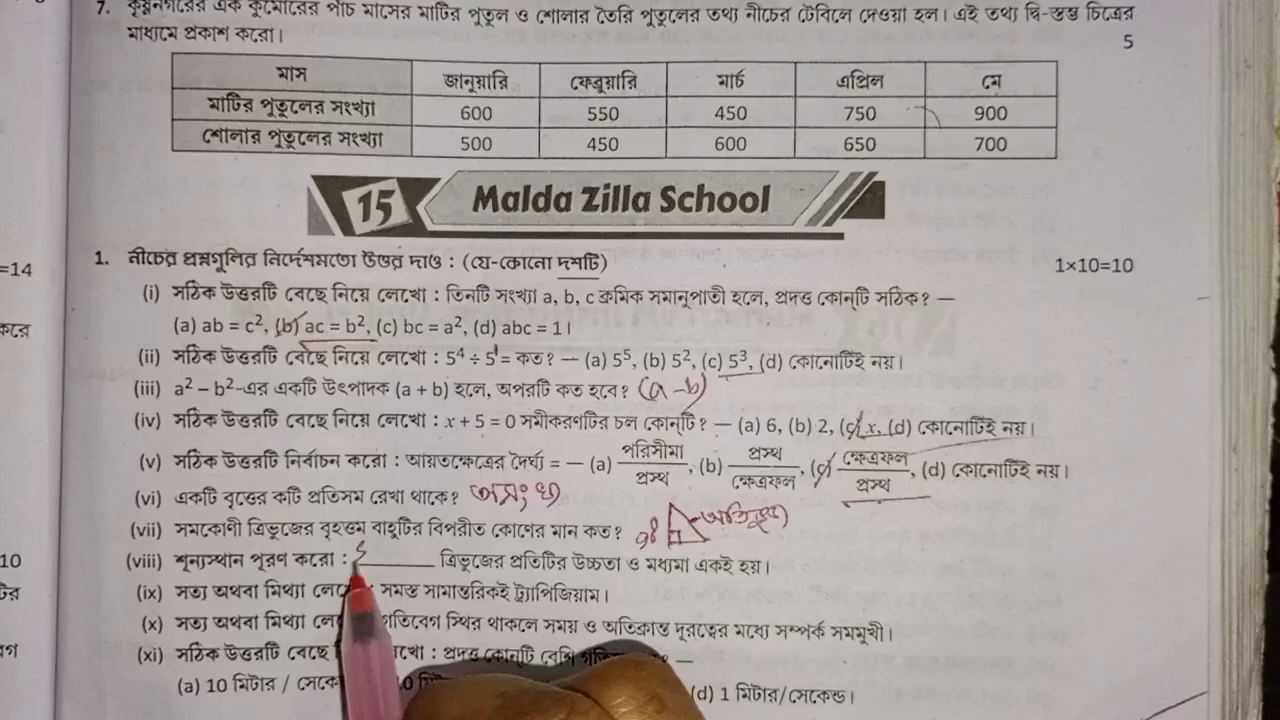 7. কৃষ্ণনগরের এক কুমোরের পাঁচ মাসের মাটির পুতুল ও শোলার তৈরি পুতুলের তথ্য নীচের টেবিলে দেওয়া হল। এই তথ্য দ্বি-স্তম্ভ চিত্রের
মাধ্যমে প্রকাশ করো। 5
মাস জানুয়ারি ফেব্রুয়ারি মার্চ এপ্রিল মে
মাটির পুতুলের সংখ্যা 600 550 450 750 900
শোলার পুতুলের সংখ্যা 500 450 600 650 700
15 Malda Zilla School
1. নীচের প্রশ্নগুলির নির্দেশমতো উত্তর দাও : (যে-কোনো দশটি) 1×10=10
=14
(i) সঠিক উত্তরটি বেছে নিয়ে লেখো : তিনটি সংখ্যা a, b, c ক্রমিক সমানুপাতী হলে, প্রদত্ত কোন্‌টি সঠিক? —
করে
(a) ab = c², (b) ac = b², (c) bc = a², (d) abc = 1।
(ii) সঠিক উত্তরটি বেছে নিয়ে লেখো : 5⁴ ÷ 5¹ = কত? — (a) 5⁵, (b) 5², (c) 5³, (d) কোনোটিই নয়।
(iii) a² – b²-এর একটি উৎপাদক (a + b) হলে, অপরটি কত হবে? (a – b)
(iv) সঠিক উত্তরটি বেছে নিয়ে লেখো : x + 5 = 0 সমীকরণটির চল কোন্‌টি? — (a) 6, (b) 2, (c) x, (d) কোনোটিই নয়।
(v) সঠিক উত্তরটি নির্বাচন করো : আয়তক্ষেত্রের দৈর্ঘ্য = — (a) পরিসীমা/প্রস্থ, (b) প্রস্থ/ক্ষেত্রফল, (c) ক্ষেত্রফল/প্রস্থ, (d) কোনোটিই নয়।
(vi) একটি বৃত্তের কটি প্রতিসম রেখা থাকে? অসংখ্য
(vii) সমকোণী ত্রিভুজের বৃহত্তম বাহুটির বিপরীত কোণের মান কত? অতিভুজ
10
(viii) শূন্যস্থান পূরণ করো : ______ ত্রিভুজের প্রতিটির উচ্চতা ও মধ্যমা একই হয়।
(ix) সত্য অথবা মিথ্যা সমস্ত সামান্তরিকই ট্র্যাপিজিয়াম।
(x) সত্য অথবা মিথ্যা গতিবেগ স্থির থাকলে সময় ও অতিক্রান্ত দূরত্বের মধ্যে সম্পর্ক সমমুখী।
(xi) সঠিক উত্তরটি বেছে : প্রদত্ত কোন্‌টি বেশি —
(a) 10 মিটার / (d) 1 মিটার/সেকেন্ড।